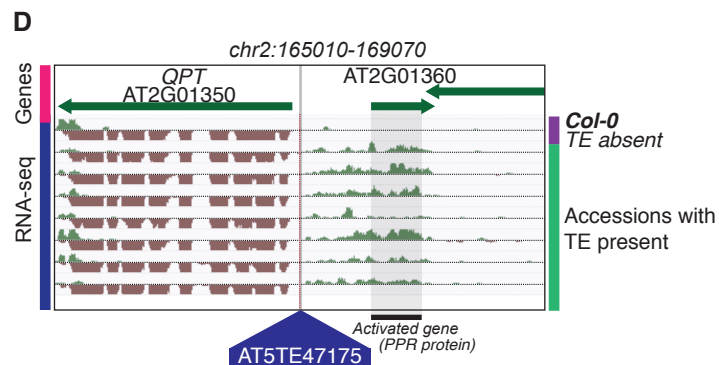 D
chr2:165010-169070
Genes
QPT
AT2G01350
AT2G01360
RNA-seq
Col-0
TE absent
Accessions with
TE present
Activated gene
(PPR protein)
AT5TE47175